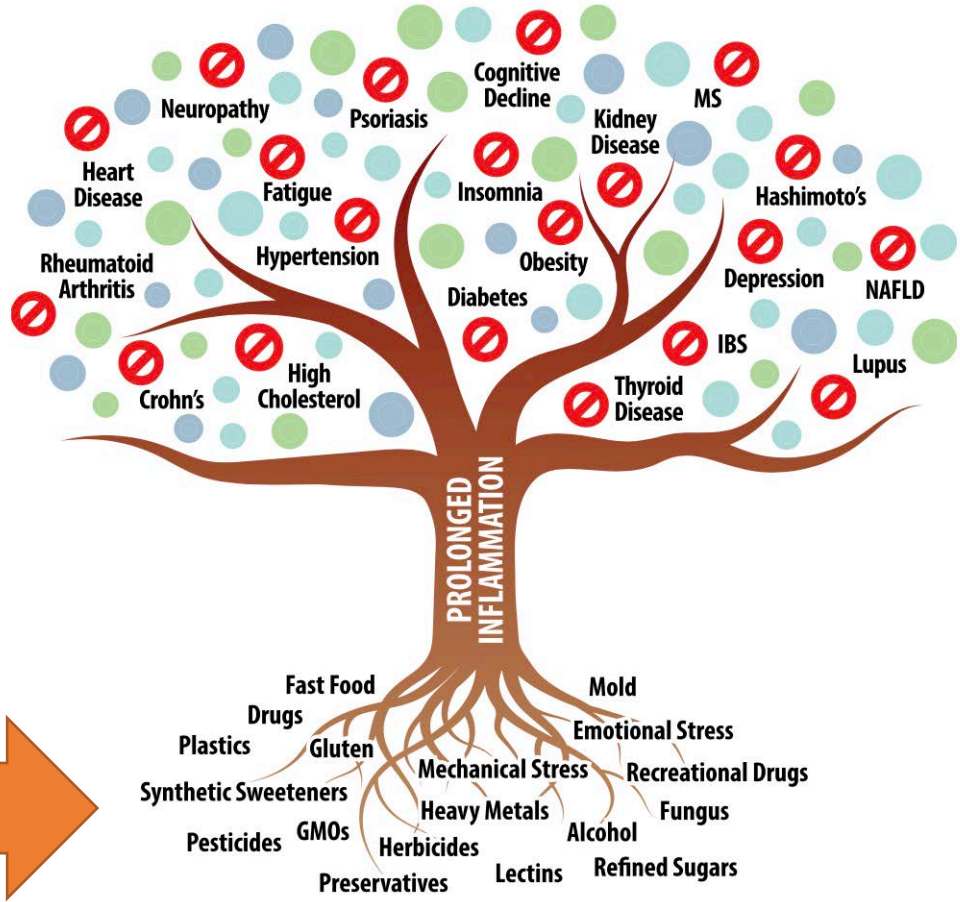 Cognitive
Decline
Neuropathy
Psoriasis
MS
Kidney
Disease
Heart
Disease
Fatigue
Insomnia
Hashimoto's
Hypertension
Obesity
Rheumatoid
Arthritis
Diabetes
Depression
NAFLD
Crohn's
High
Cholesterol
IBS
Thyroid
Disease
Lupus
PROLONGED
INFLAMMATION
Fast Food
Mold
Drugs
Emotional Stress
Plastics
Gluten
Mechanical Stress
Recreational Drugs
Synthetic Sweeteners
Heavy Metals
Fungus
Pesticides
GMOs
Herbicides
Alcohol
Preservatives
Lectins
Refined Sugars